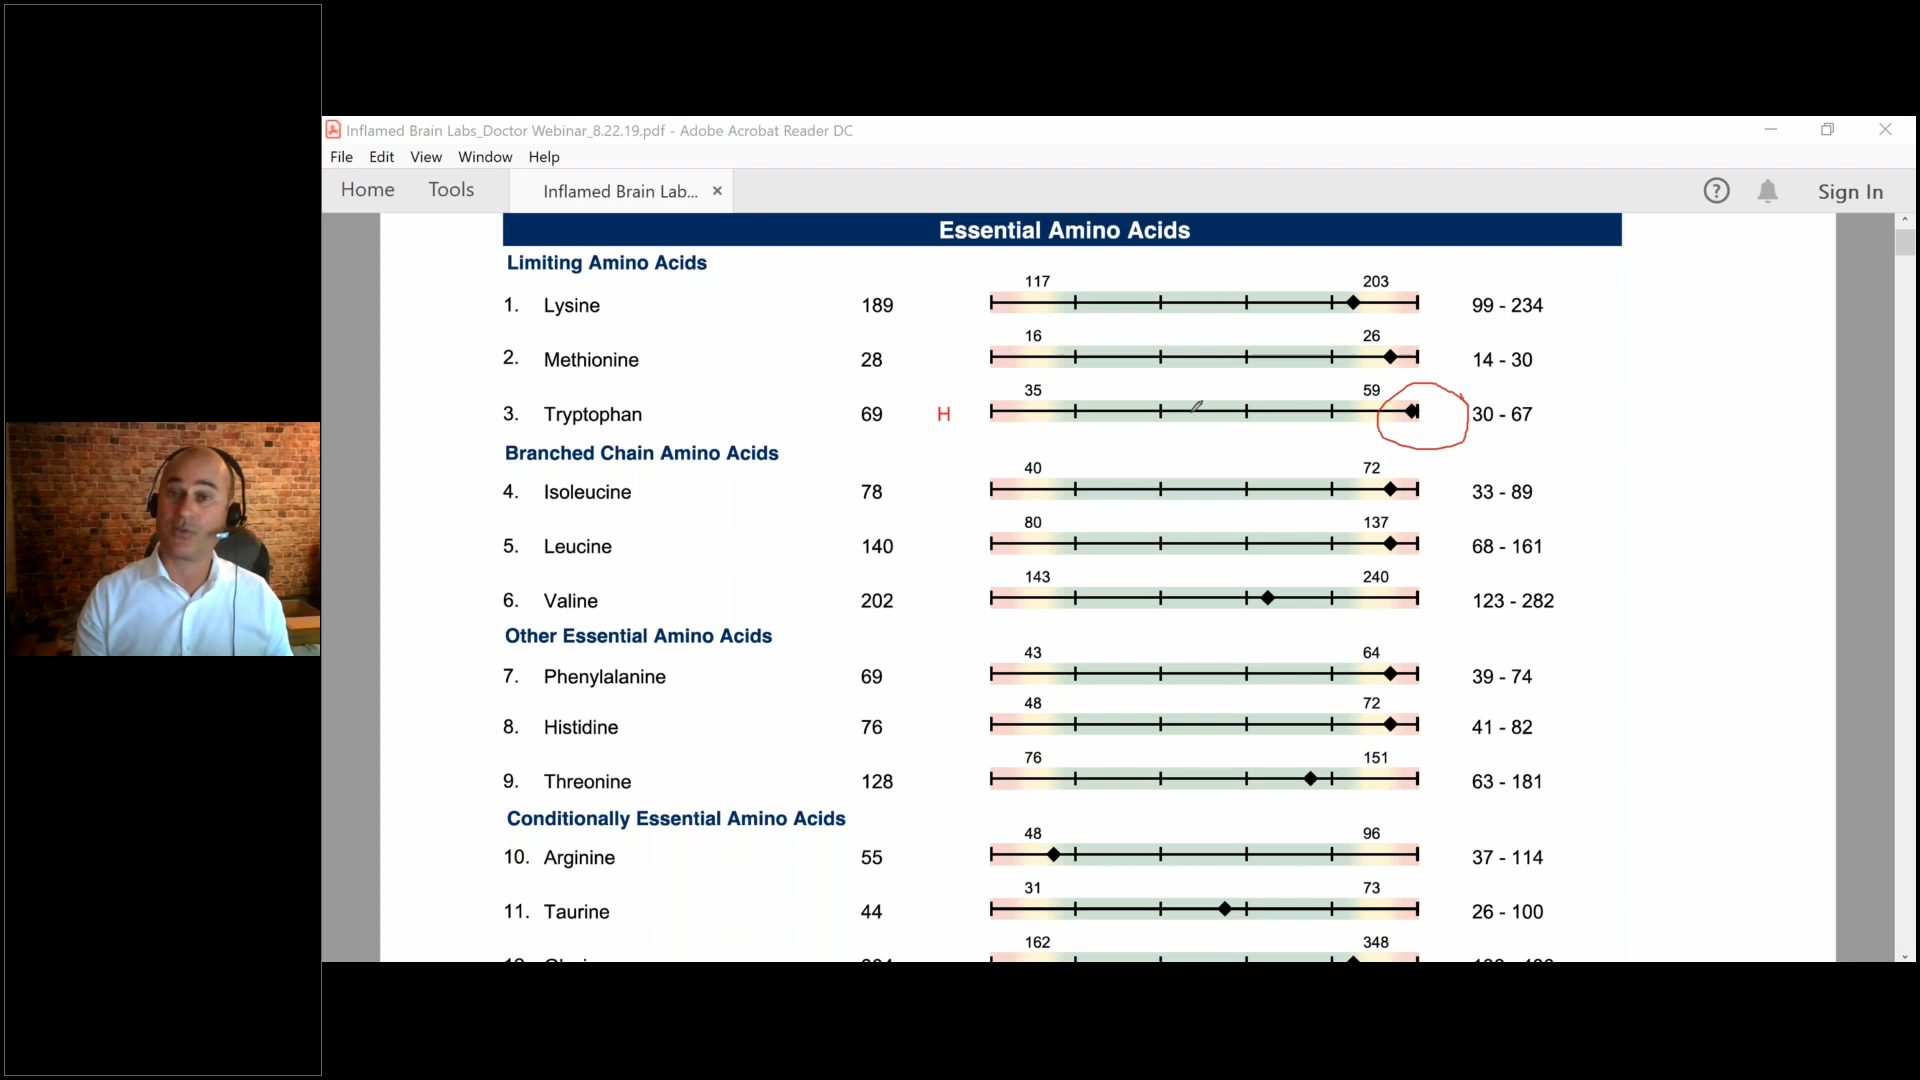 Inflamed Brain Labs_Doctor Webinar_8.22.19.pdf - Adobe Acrobat Reader DC
File Edit View Window Help
Home Tools Inflamed Brain Lab... × ? Sign In
Essential Amino Acids
Limiting Amino Acids
117 203
1. Lysine 189 99 - 234
16 26
2. Methionine 28 14 - 30
35 59
3. Tryptophan 69 H 30 - 67
Branched Chain Amino Acids
40 72
4. Isoleucine 78 33 - 89
80 137
5. Leucine 140 68 - 161
143 240
6. Valine 202 123 - 282
Other Essential Amino Acids
43 64
7. Phenylalanine 69 39 - 74
48 72
8. Histidine 76 41 - 82
76 151
9. Threonine 128 63 - 181
Conditionally Essential Amino Acids
48 96
10. Arginine 55 37 - 114
31 73
11. Taurine 44 26 - 100
162 348